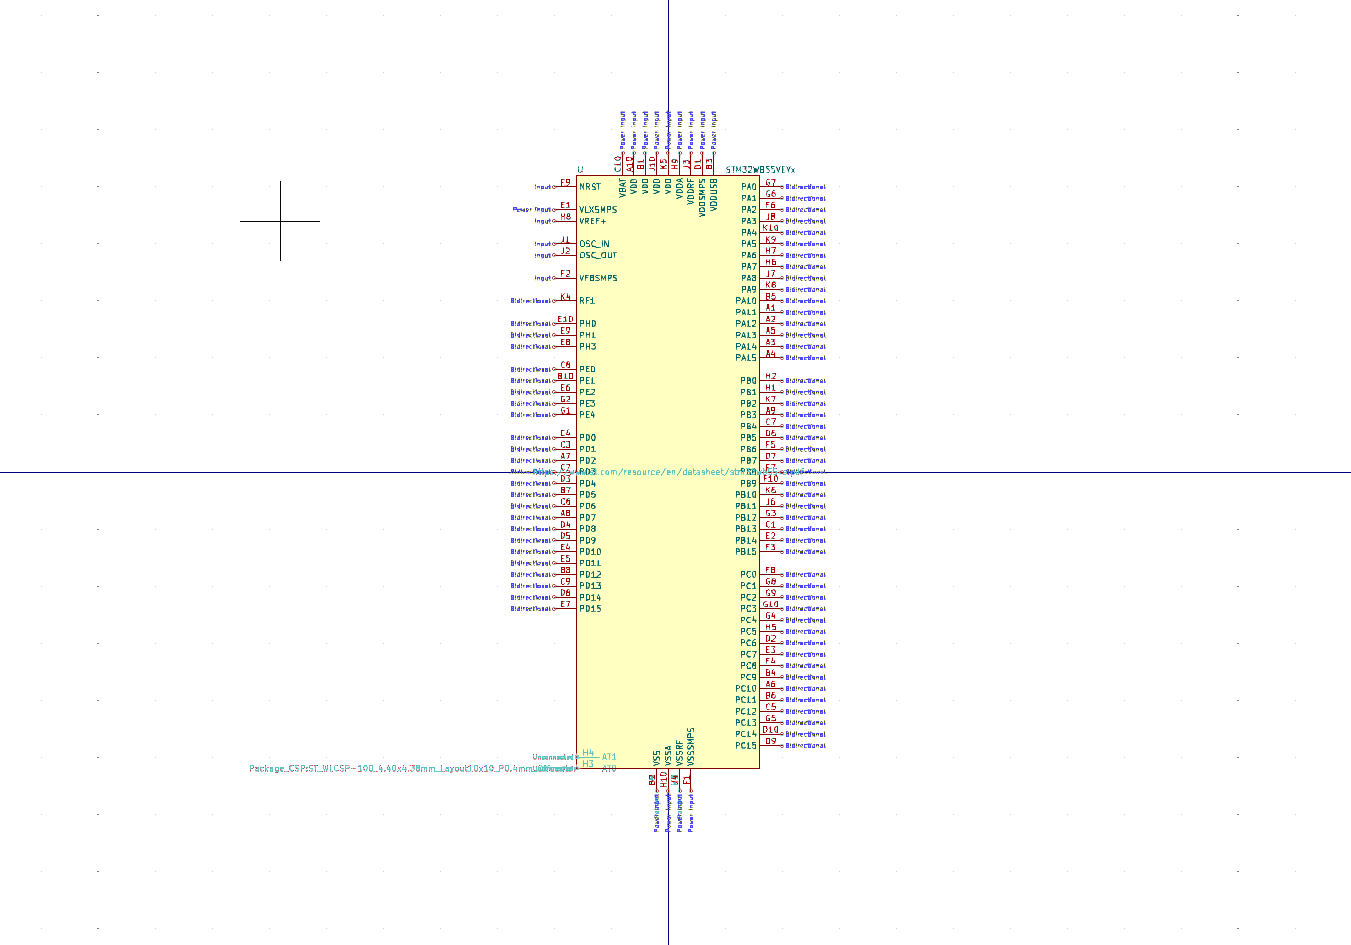 Power Input Power Input Power Input Power Input Power Input Power Input Power Input Power Input Power Input
C10 A10 B1 J10 K5 H9 J3 D1 B3
U STM32WB55VEYx
VBAT VDD VDD VDD VDD VDDA VDDRF VDDSMPS VDDUSB
Input F9 NRST
Power Input E1 VLXSMPS
Input H8 VREF+
Input J1 OSC_IN
Input J2 OSC_OUT
Input F2 VFBSMPS
Bidirectional K4 RF1
Bidirectional E10 PH0
Bidirectional E9 PH1
Bidirectional E8 PH3
Bidirectional PE0
Bidirectional B10 PE1
Bidirectional E6 PE2
Bidirectional G2 PE3
Bidirectional G1 PE4
Bidirectional PD0
Bidirectional C3 PD1
Bidirectional A7 PD2
Bidirectional C2 PD3
Bidirectional D3 PD4
Bidirectional B7 PD5
Bidirectional C6 PD6
Bidirectional A8 PD7
Bidirectional D4 PD8
Bidirectional D5 PD9
Bidirectional E4 PD10
Bidirectional E5 PD11
Bidirectional B8 PD12
Bidirectional C9 PD13
Bidirectional D8 PD14
Bidirectional E7 PD15
PA0 G7 Bidirectional
PA1 G6 Bidirectional
PA2 F6 Bidirectional
PA3 J8 Bidirectional
PA4 K10 Bidirectional
PA5 K9 Bidirectional
PA6 H7 Bidirectional
PA7 H6 Bidirectional
PA8 J7 Bidirectional
PA9 K8 Bidirectional
PA10 B5 Bidirectional
PA11 A1 Bidirectional
PA12 A2 Bidirectional
PA13 A5 Bidirectional
PA14 A3 Bidirectional
PA15 A4 Bidirectional
PB0 H2 Bidirectional
PB1 H1 Bidirectional
PB2 K7 Bidirectional
PB3 A9 Bidirectional
PB4 C7 Bidirectional
PB5 D6 Bidirectional
PB6 F5 Bidirectional
PB7 D7 Bidirectional
PB8 F7 Bidirectional
PB9 F10 Bidirectional
PB10 K6 Bidirectional
PB11 J6 Bidirectional
PB12 G3 Bidirectional
PB13 C1 Bidirectional
PB14 E2 Bidirectional
PB15 F3 Bidirectional
PC0 F8 Bidirectional
PC1 G8 Bidirectional
PC2 G9 Bidirectional
PC3 G10 Bidirectional
PC4 G4 Bidirectional
PC5 H5 Bidirectional
PC6 D2 Bidirectional
PC7 E3 Bidirectional
PC8 F4 Bidirectional
PC9 B4 Bidirectional
PC10 A6 Bidirectional
PC11 B6 Bidirectional
PC12 C5 Bidirectional
PC13 G5 Bidirectional
PC14 D10 Bidirectional
PC15 D9 Bidirectional
Unconnected H4 AT1
Package_CSP:ST_WLCSP-100_4.40x4.38mm_Layout10x10_P0.4mm H3 AT0
VSS VSSA VSSRF VSSSMPS
H10 F1
Power Input Power Input